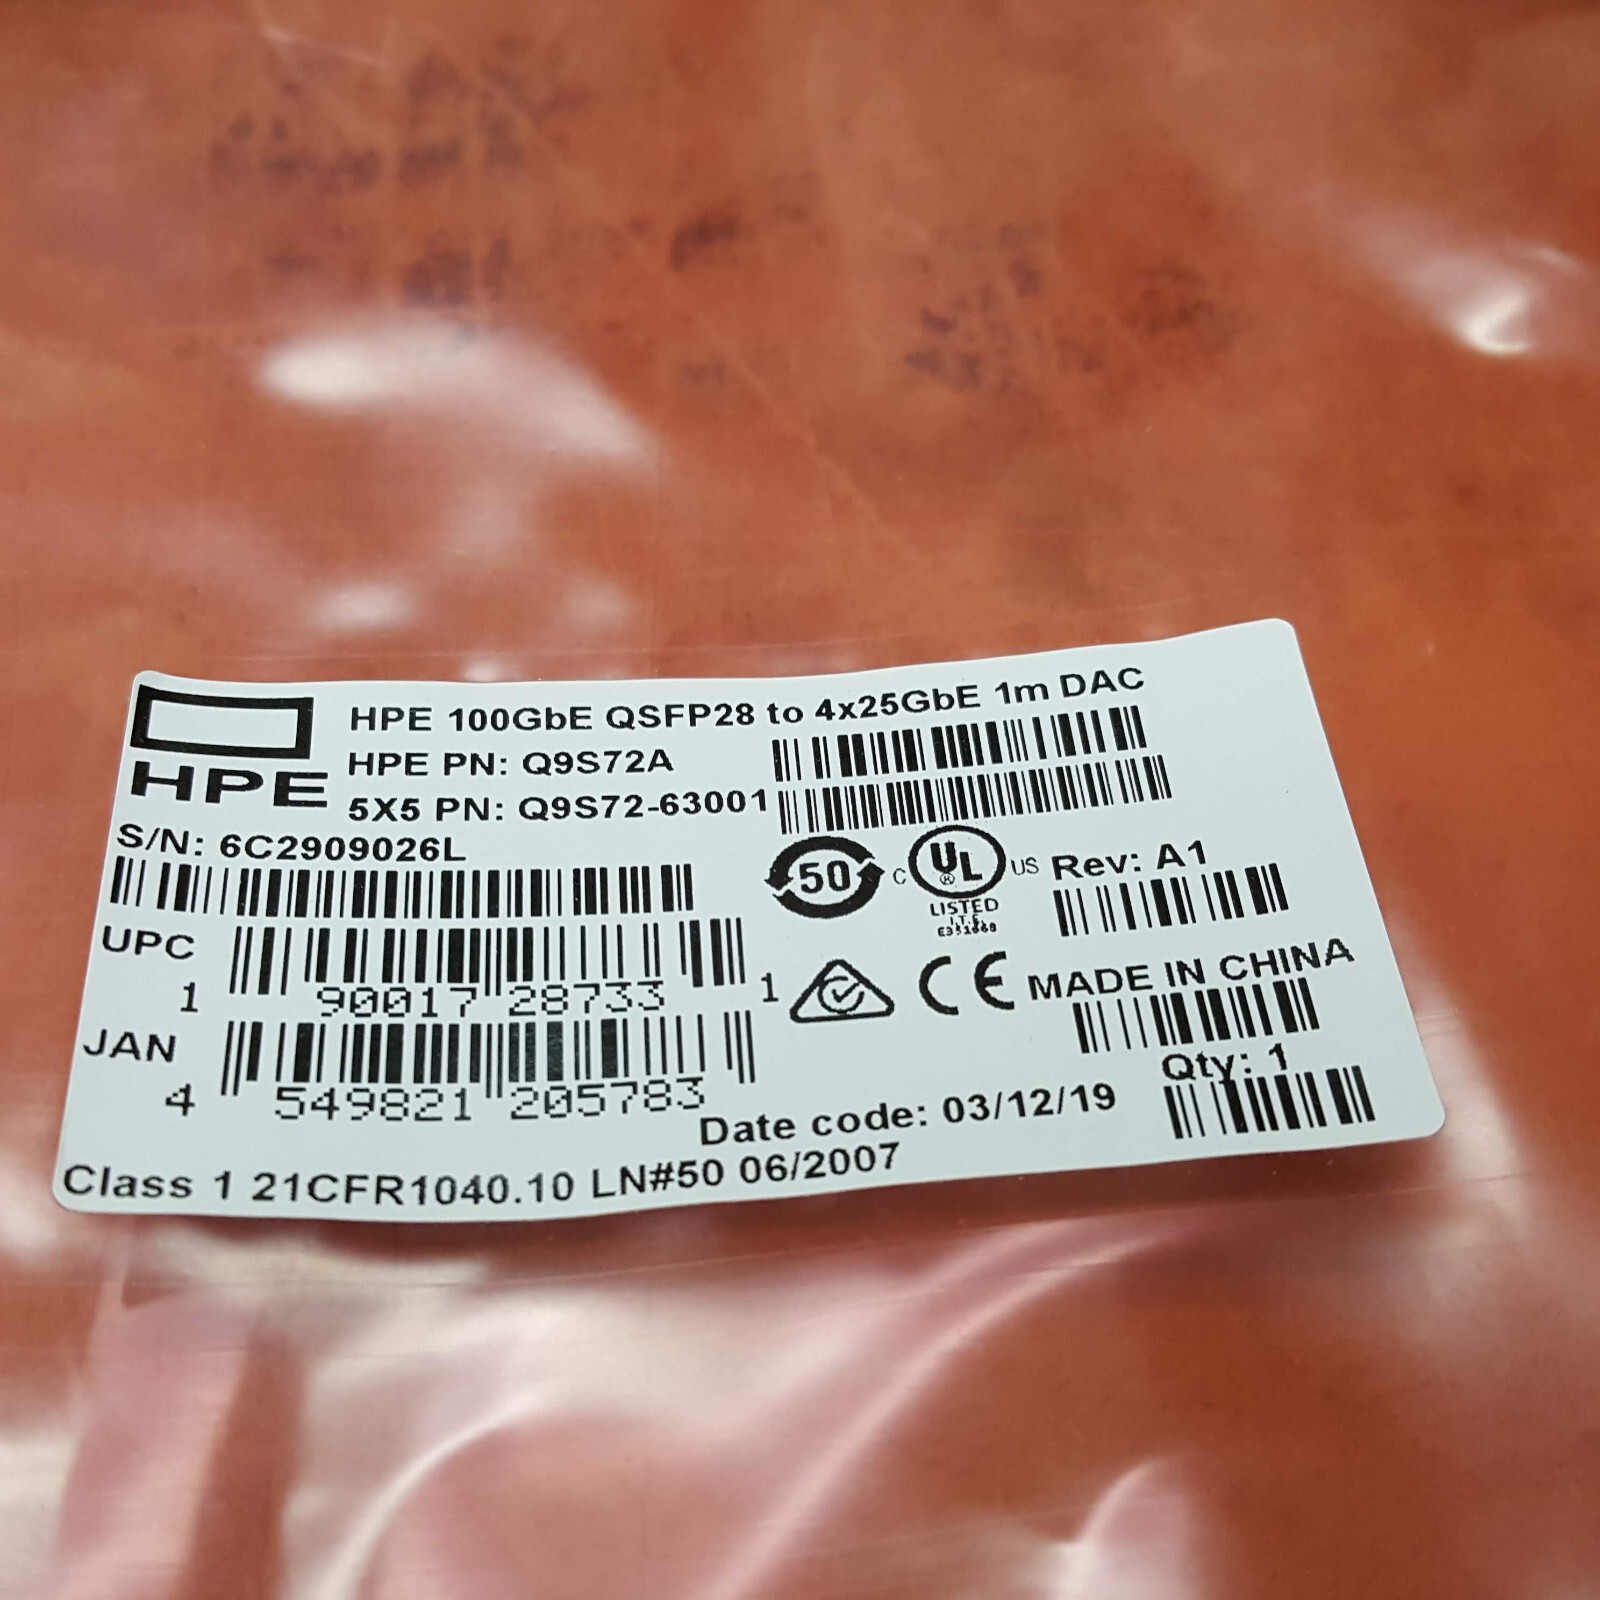 HPE 100GbE QSFP28 to 4x25GbE 1m DAC
HPE PN: Q9S72A
HPE
5X5 PN: Q9S72-63001
S/N: 6C2909026L
50
C UL ® US
LISTED
I.T.E.
Rev: A1
UPC
1 90017 28733 1
MADE IN CHINA
JAN
4 549821 205783
CE
Qty: 1
Date code: 03/12/19
Class 1 21CFR1040.10 LN#50 06/2007